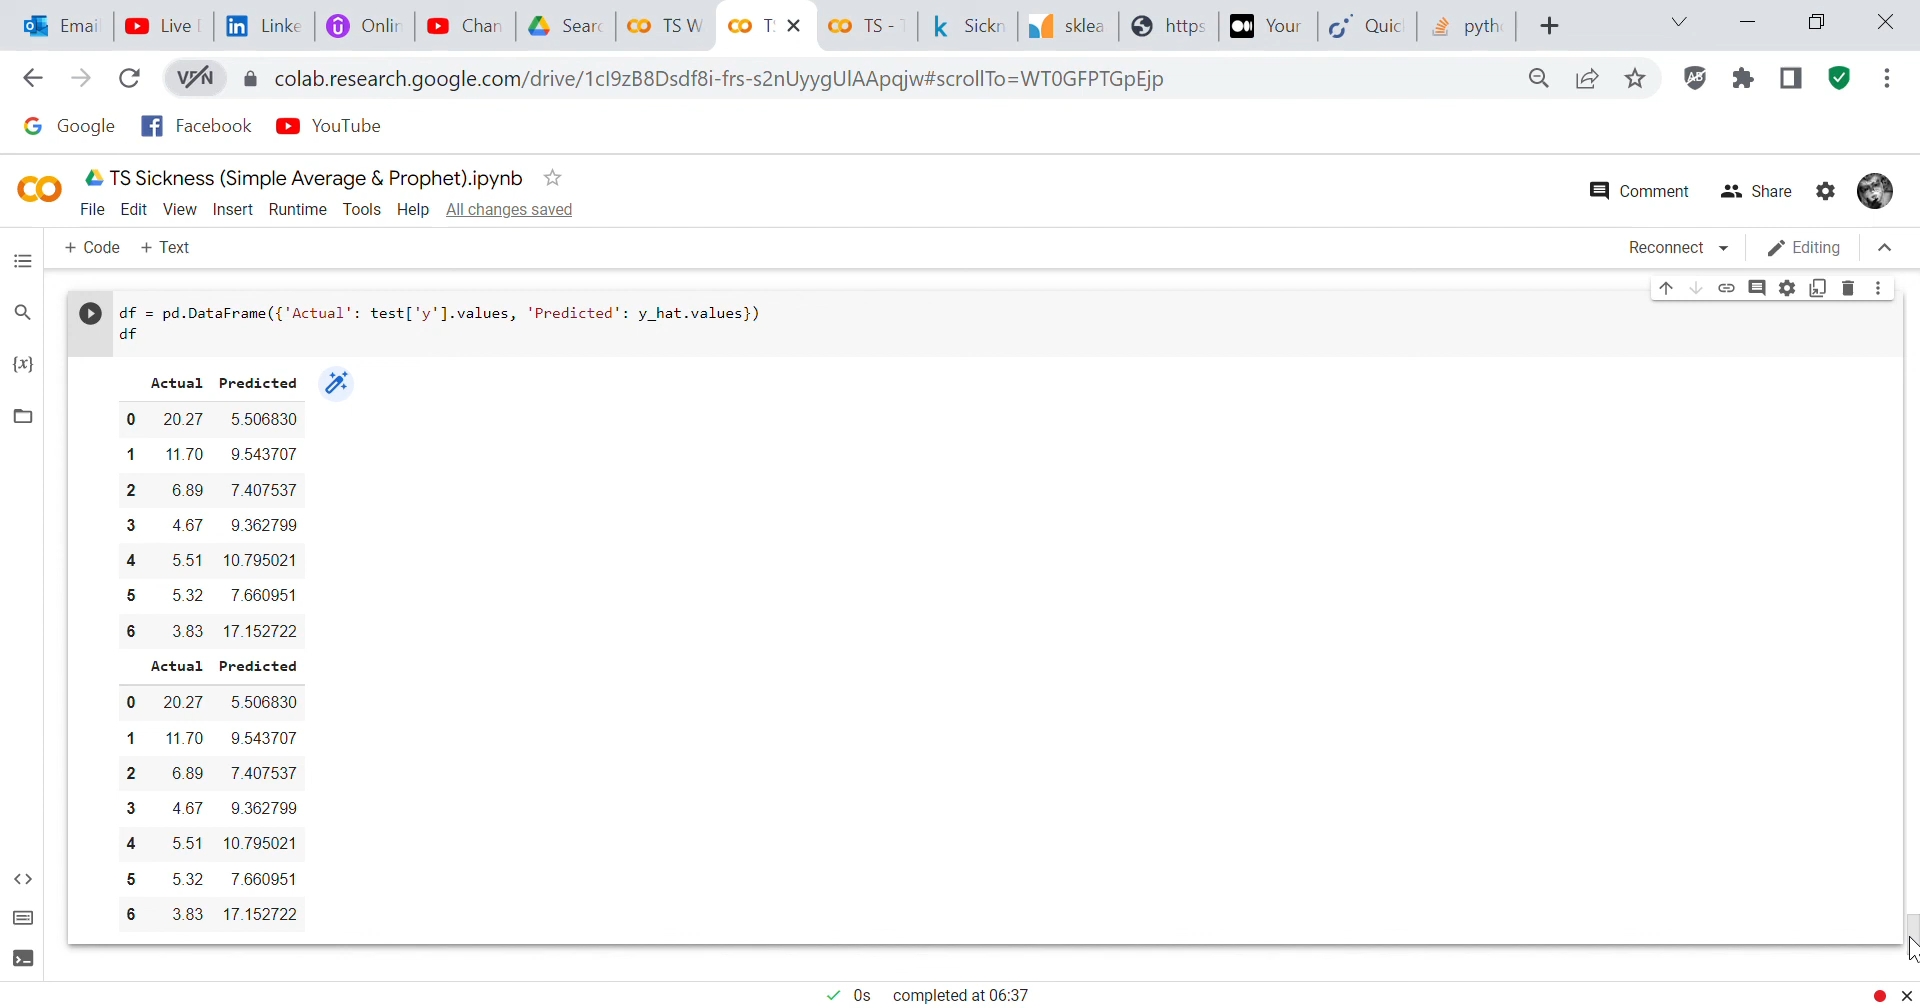 Emai Live Linke Onlin Chan Searc TS W TS TS - Sickn sklea https Your Quic pytho
VPN colab.research.google.com/drive/1cl9zB8Dsdf8i-frs-s2nUyygUlAApqjw#scrollTo=WT0GFPTGpEjp
Google Facebook YouTube
TS Sickness (Simple Average & Prophet).ipynb
Comment Share
File Edit View Insert Runtime Tools Help All changes saved
+ Code + Text Reconnect Editing
df = pd.DataFrame({'Actual': test['y'].values, 'Predicted': y_hat.values})
df
Actual Predicted
0 20.27 5.506830
1 11.70 9.543707
2 6.89 7.407537
3 4.67 9.362799
4 5.51 10.795021
5 5.32 7.660951
6 3.83 17.152722
Actual Predicted
0 20.27 5.506830
1 11.70 9.543707
2 6.89 7.407537
3 4.67 9.362799
4 5.51 10.795021
5 5.32 7.660951
6 3.83 17.152722
0s completed at 06:37